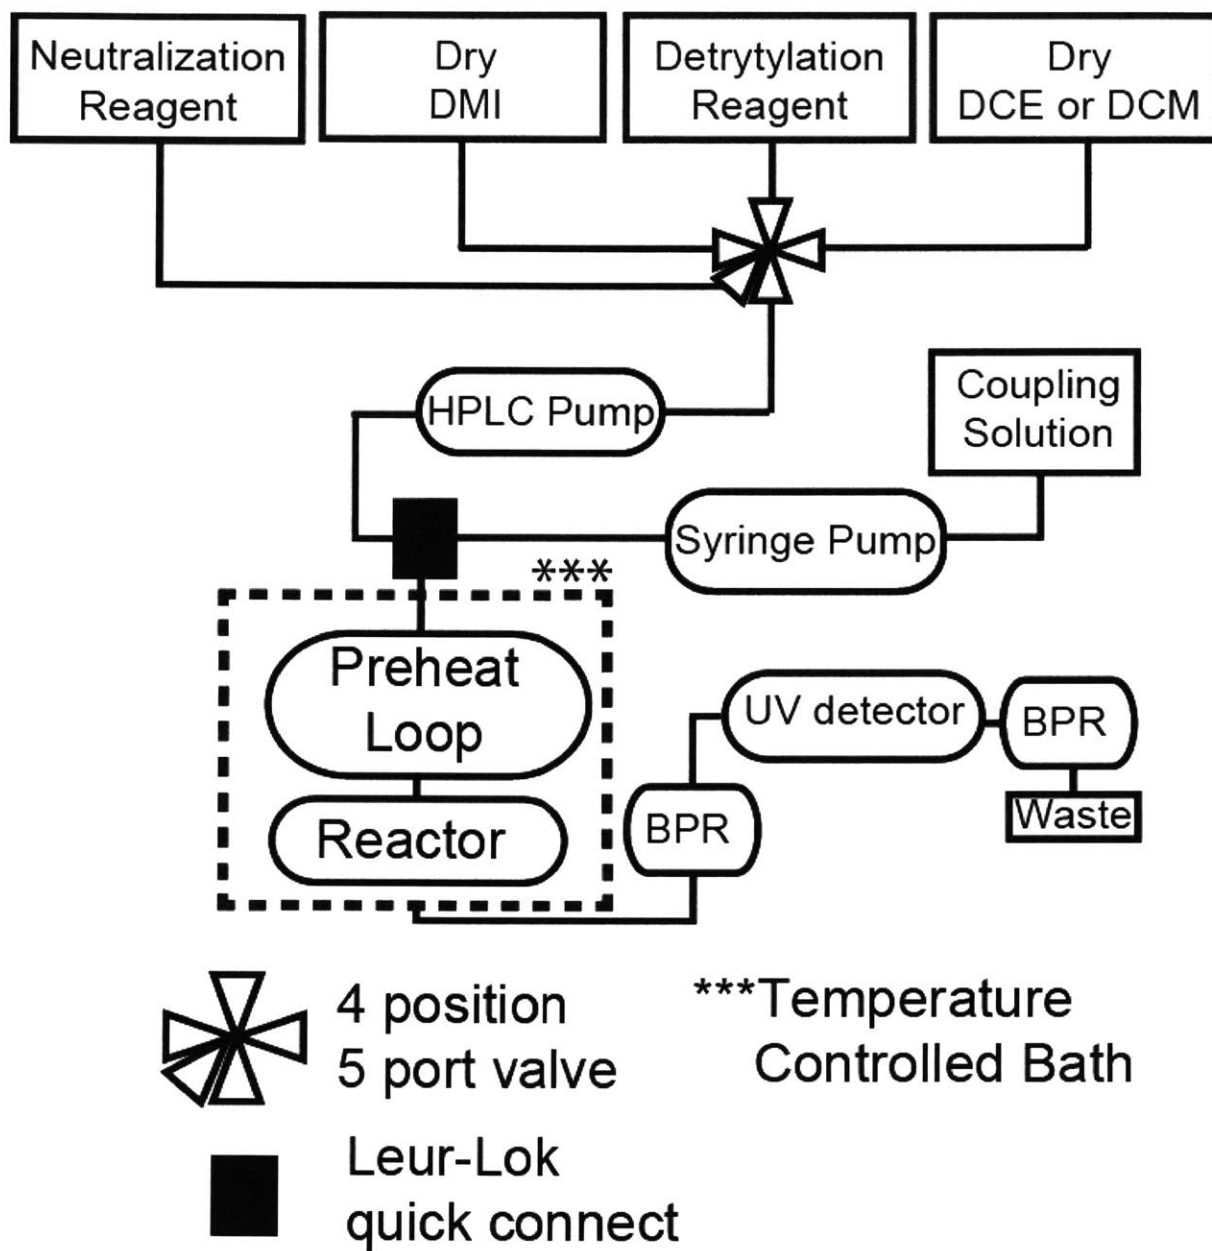 Neutralization
Reagent
Dry
DMI
Detrytylation
Reagent
Dry
DCE or DCM
HPLC Pump
Coupling
Solution
Syringe Pump
***
Preheat
Loop
Reactor
UV detector
BPR
BPR
Waste
4 position
5 port valve
***Temperature
Controlled Bath
Leur-Lok
quick connect